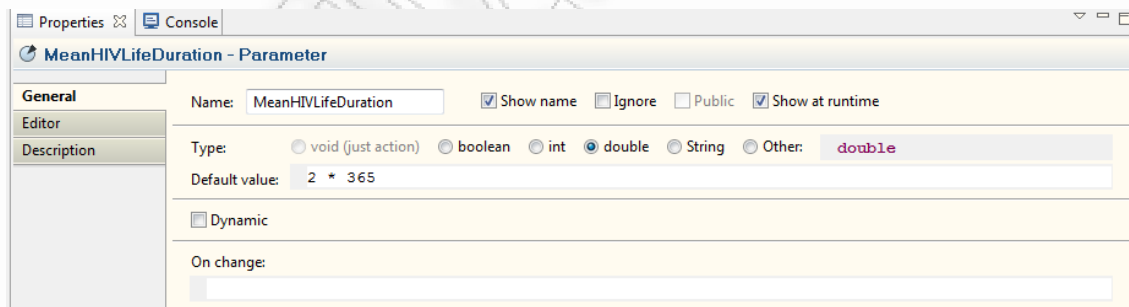 Properties Console
MeanHIVLifeDuration - Parameter
General
Editor
Description
Name: MeanHIVLifeDuration Show name Ignore Public Show at runtime
Type: void (just action) boolean int double String Other: double
Default value: 2 * 365
Dynamic
On change: